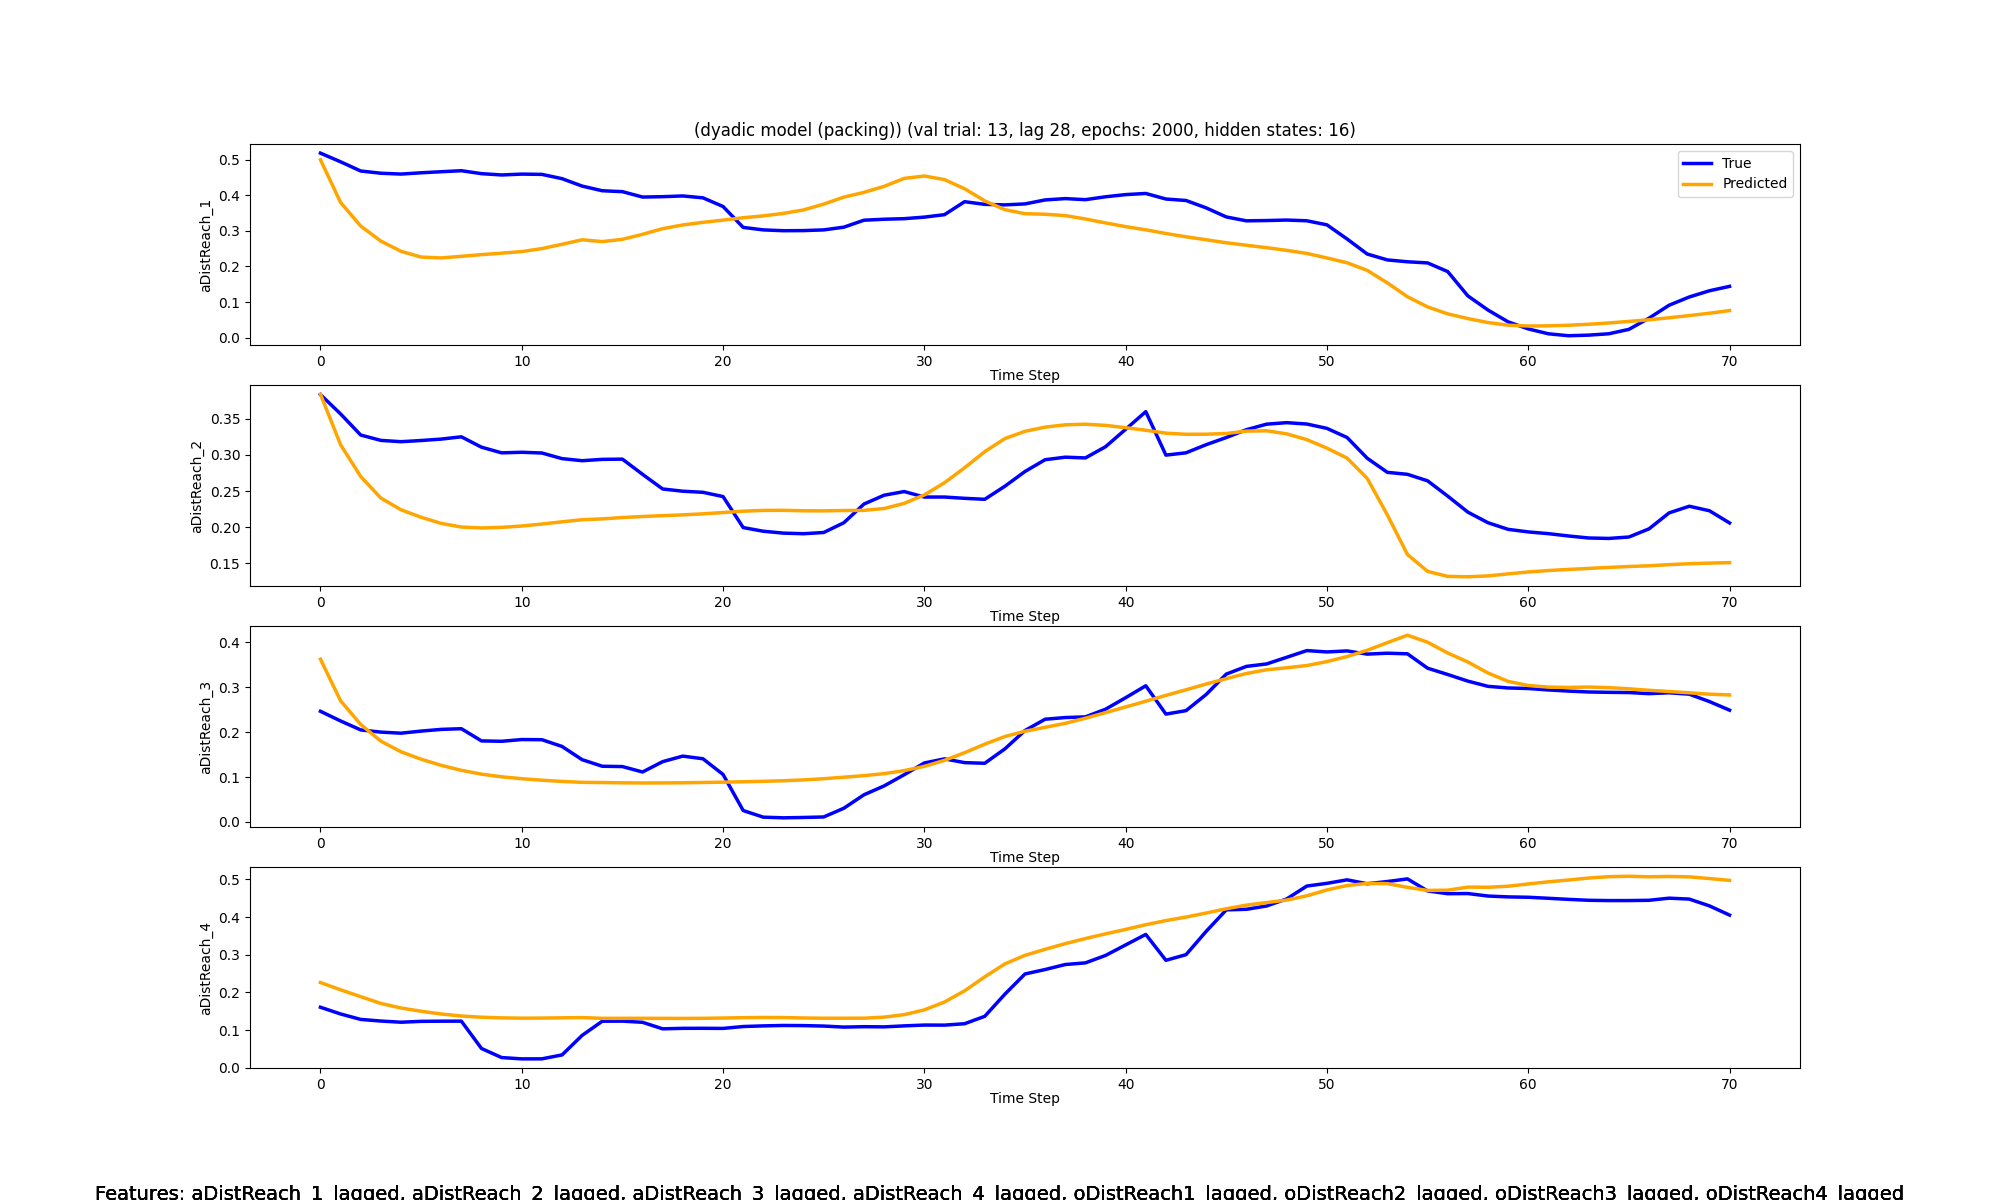 (dyadic model (packing)) (val trial: 13, lag 28, epochs: 2000, hidden states: 16)
True
Predicted
aDistReach_1
0.5
0.4
0.3
0.2
0.1
0.0
0 10 20 30 40 50 60 70
Time Step
aDistReach_2
0.35
0.30
0.25
0.20
0.15
0 10 20 30 40 50 60 70
Time Step
aDistReach_3
0.4
0.3
0.2
0.1
0.0
0 10 20 30 40 50 60 70
Time Step
aDistReach_4
0.5
0.4
0.3
0.2
0.1
0.0
0 10 20 30 40 50 60 70
Time Step
Features: aDistReach_1_lagged, aDistReach_2_lagged, aDistReach_3_lagged, aDistReach_4_lagged, oDistReach1_lagged, oDistReach2_lagged, oDistReach3_lagged, oDistReach4_lagged